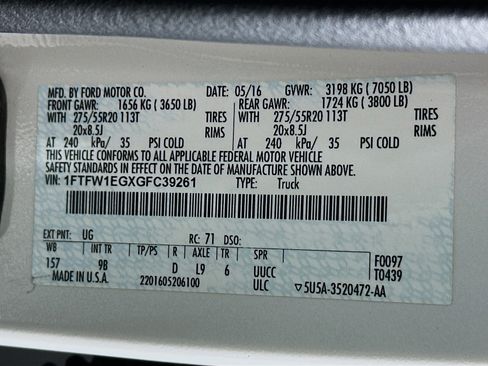 MFD. BY FORD MOTOR CO. 05/16 GVWR: 3198 KG ( 7050 LB)
FRONT GAWR: 1656 KG ( 3650 LB) REAR GAWR: 1724 KG ( 3800 LB)
WITH 275/55R20 113T TIRES WITH 275/55R20 113T TIRES
20x8.5J RIMS 20x8.5J RIMS
AT 240 kPa/ 35 PSI COLD AT 240 kPa/ 35 PSI COLD
THIS VEHICLE CONFORMS TO ALL APPLICABLE FEDERAL MOTOR VEHICLE
SAFETY STANDARDS IN EFFECT ON THE DATE OF MANUFACTURE SHOWN ABOVE.
VIN: 1FTFW1EGXGFC39261 TYPE: Truck
EXT PNT: UG RC: 71 DSO:
WB INT TR TP/PS R AXLE TR SPR F0097
157 9B D L9 6 UUCC T0439
MADE IN U.S.A. 2201605206100 ULC ▽5U5A-3520472-AA